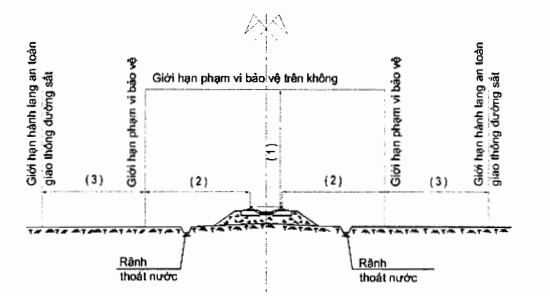 Giới hạn hành lang an toàn
giao thông đường sắt
Giới hạn phạm vi bảo vệ
Giới hạn phạm vi bảo vệ trên không
Giới hạn phạm vi bảo vệ
Giới hạn hành lang an toàn
giao thông đường sắt
(1)
(3)
(2)
(2)
(3)
Rãnh
thoát nước
Rãnh
thoát nước